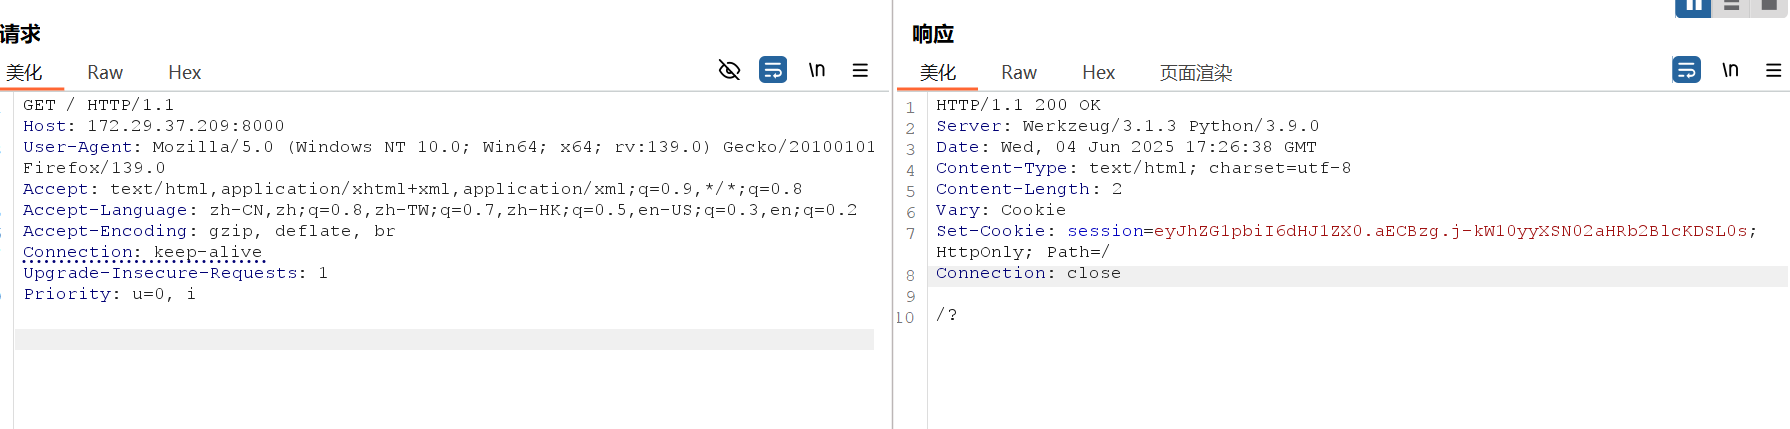 请求
美化 Raw Hex \n
GET / HTTP/1.1
Host: 172.29.37.209:8000
User-Agent: Mozilla/5.0 (Windows NT 10.0; Win64; x64; rv:139.0) Gecko/20100101
Firefox/139.0
Accept: text/html,application/xhtml+xml,application/xml;q=0.9,*/*;q=0.8
Accept-Language: zh-CN,zh;q=0.8,zh-TW;q=0.7,zh-HK;q=0.5,en-US;q=0.3,en;q=0.2
Accept-Encoding: gzip, deflate, br
Connection: keep-alive
Upgrade-Insecure-Requests: 1
Priority: u=0, i
响应
美化 Raw Hex 页面渲染 \n
1 HTTP/1.1 200 OK
2 Server: Werkzeug/3.1.3 Python/3.9.0
3 Date: Wed, 04 Jun 2025 17:26:38 GMT
4 Content-Type: text/html; charset=utf-8
5 Content-Length: 2
6 Vary: Cookie
7 Set-Cookie: session=eyJhZG1pbiI6dHJ1ZX0.aECBzg.j-kW10yyXSN02aHRb2BlcKDSL0s;
HttpOnly; Path=/
8 Connection: close
9
10 /?